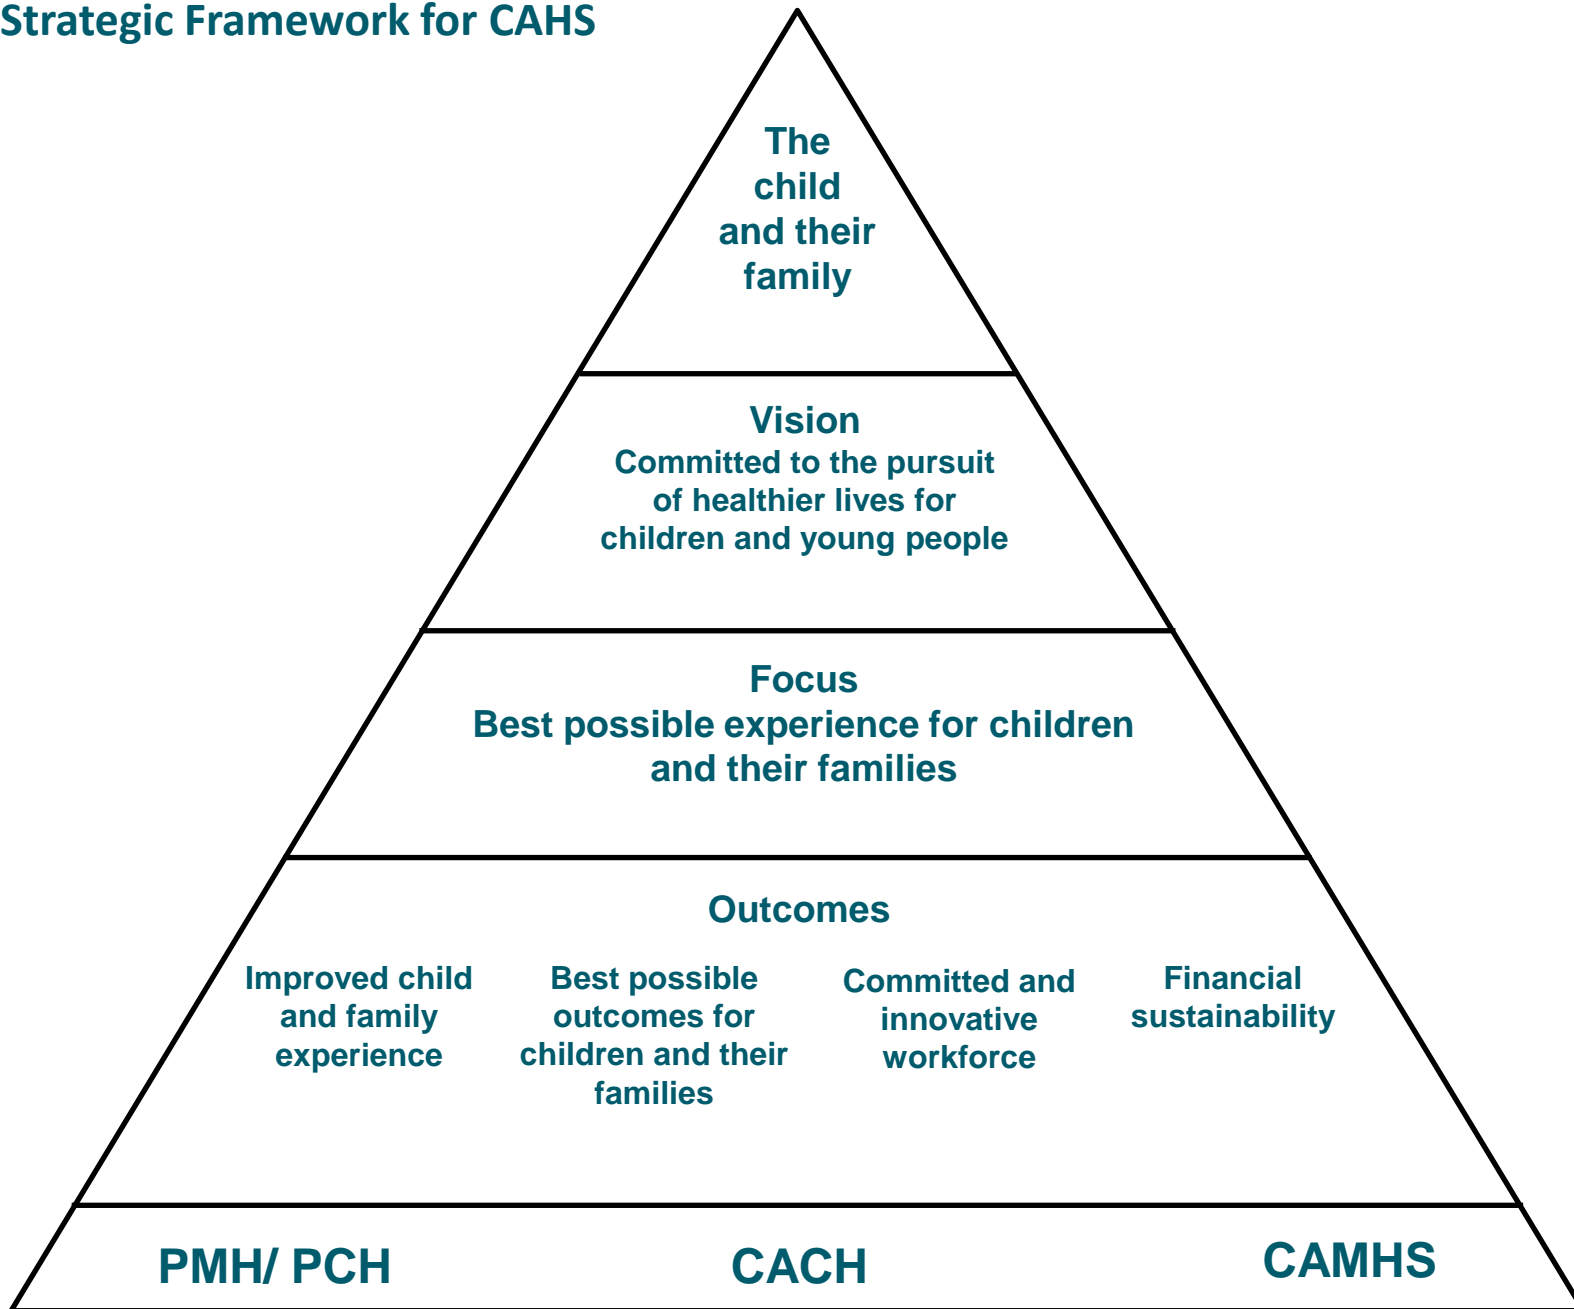 Strategic Framework for CAHS
The
child
and their
family
Vision
Committed to the pursuit
of healthier lives for
children and young people
Focus
Best possible experience for children
and their families
Outcomes
Improved child
and family
experience
Best possible
outcomes for
children and their
families
Committed and
innovative
workforce
Financial
sustainability
PMH/ PCH
CACH
CAMHS